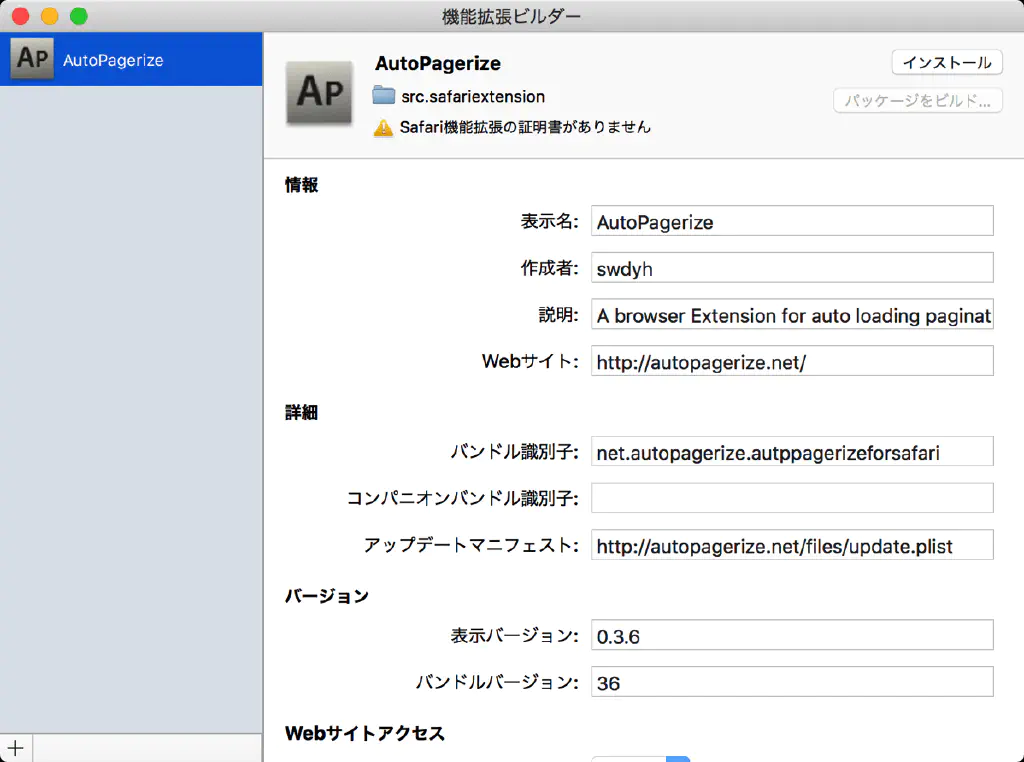 機能拡張ビルダー
AP AutoPagerize
AP
AutoPagerize
インストール
src.safariextension
パッケージをビルド...
Safari機能拡張の証明書がありません
情報
表示名: AutoPagerize
作成者: swdyh
説明: A browser Extension for auto loading paginat
Webサイト: http://autopagerize.net/
詳細
バンドル識別子: net.autopagerize.autppagerizeforsafari
コンパニオンバンドル識別子:
アップデートマニフェスト: http://autopagerize.net/files/update.plist
バージョン
表示バージョン: 0.3.6
バンドルバージョン: 36
Webサイトアクセス